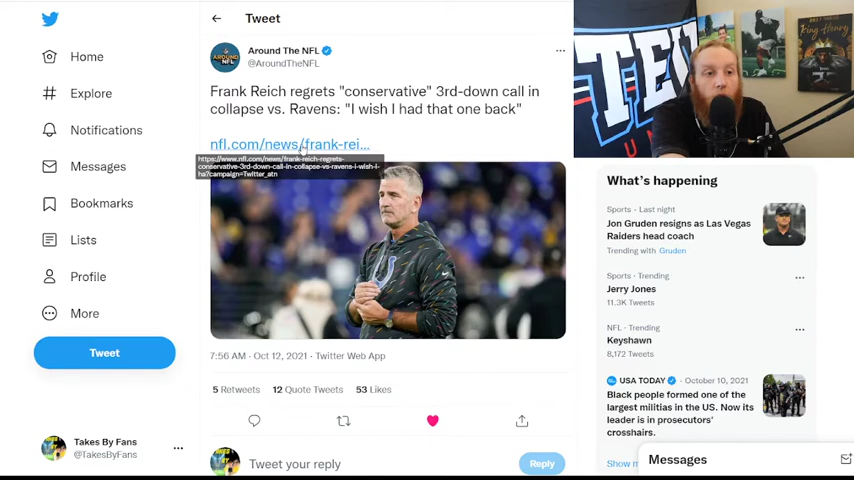 Home
Explore
Notifications
Messages
Bookmarks
Lists
Profile
More
Tweet
Takes By Fans
@TakesByFans
Tweet
Around The NFL
@AroundTheNFL
Frank Reich regrets "conservative" 3rd-down call in
collapse vs. Ravens: "I wish I had that one back"
nfl.com/news/frank-rei...
https://www.nfl.com/news/frank-reich-regrets-
conservative-3rd-down-call-in-collapse-vs-ravens-i-wish-i-
ha?campaign=Twitter_atn
7:56 AM · Oct 12, 2021 · Twitter Web App
5 Retweets 12 Quote Tweets 53 Likes
Tweet your reply
Reply
King Henry
What's happening
Sports · Last night
Jon Gruden resigns as Las Vegas
Raiders head coach
Trending with Gruden
Sports · Trending
Jerry Jones
11.3K Tweets
NFL · Trending
Keyshawn
8,172 Tweets
USA TODAY · October 10, 2021
Black people formed one of the
largest militias in the US. Now its
leader is in prosecutors'
crosshairs.
Messages